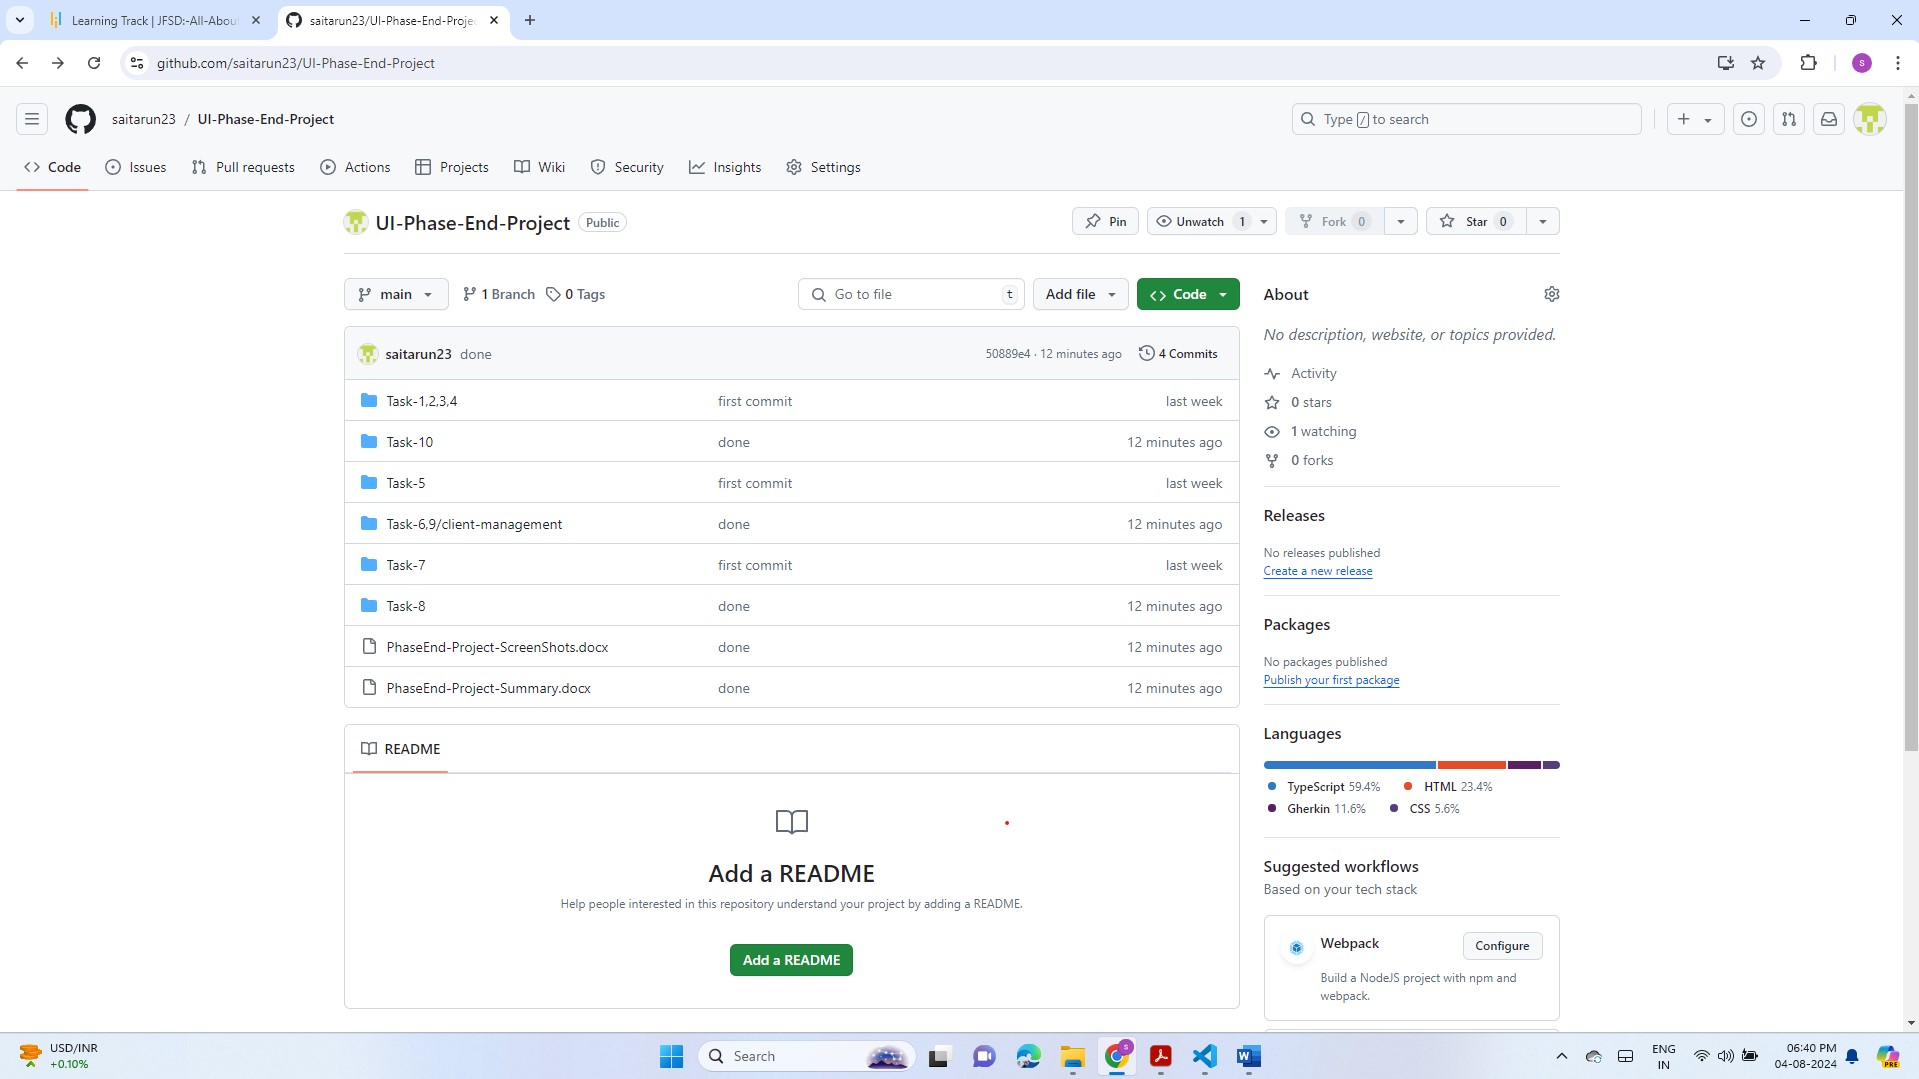 Learning Track | JFSD:-All-Abou
saitarun23/UI-Phase-End-Projec
github.com/saitarun23/UI-Phase-End-Project
S
saitarun23 / UI-Phase-End-Project
Type / to search
Code Issues Pull requests Actions Projects Wiki Security Insights Settings
UI-Phase-End-Project Public
Pin Unwatch 1 Fork 0 Star 0
main 1 Branch 0 Tags Go to file t Add file Code
saitarun23 done 50889e4 · 12 minutes ago 4 Commits
Task-1,2,3,4 first commit last week
Task-10 done 12 minutes ago
Task-5 first commit last week
Task-6,9/client-management done 12 minutes ago
Task-7 first commit last week
Task-8 done 12 minutes ago
PhaseEnd-Project-ScreenShots.docx done 12 minutes ago
PhaseEnd-Project-Summary.docx done 12 minutes ago
README
Add a README
Help people interested in this repository understand your project by adding a README.
Add a README
About
No description, website, or topics provided.
Activity
0 stars
1 watching
0 forks
Releases
No releases published
Create a new release
Packages
No packages published
Publish your first package
Languages
TypeScript 59.4% HTML 23.4%
Gherkin 11.6% CSS 5.6%
Suggested workflows
Based on your tech stack
Webpack Configure
Build a NodeJS project with npm and
webpack.
USD/INR
+0.10%
Search
S
W
ENG
IN
06:40 PM
04-08-2024
PRE